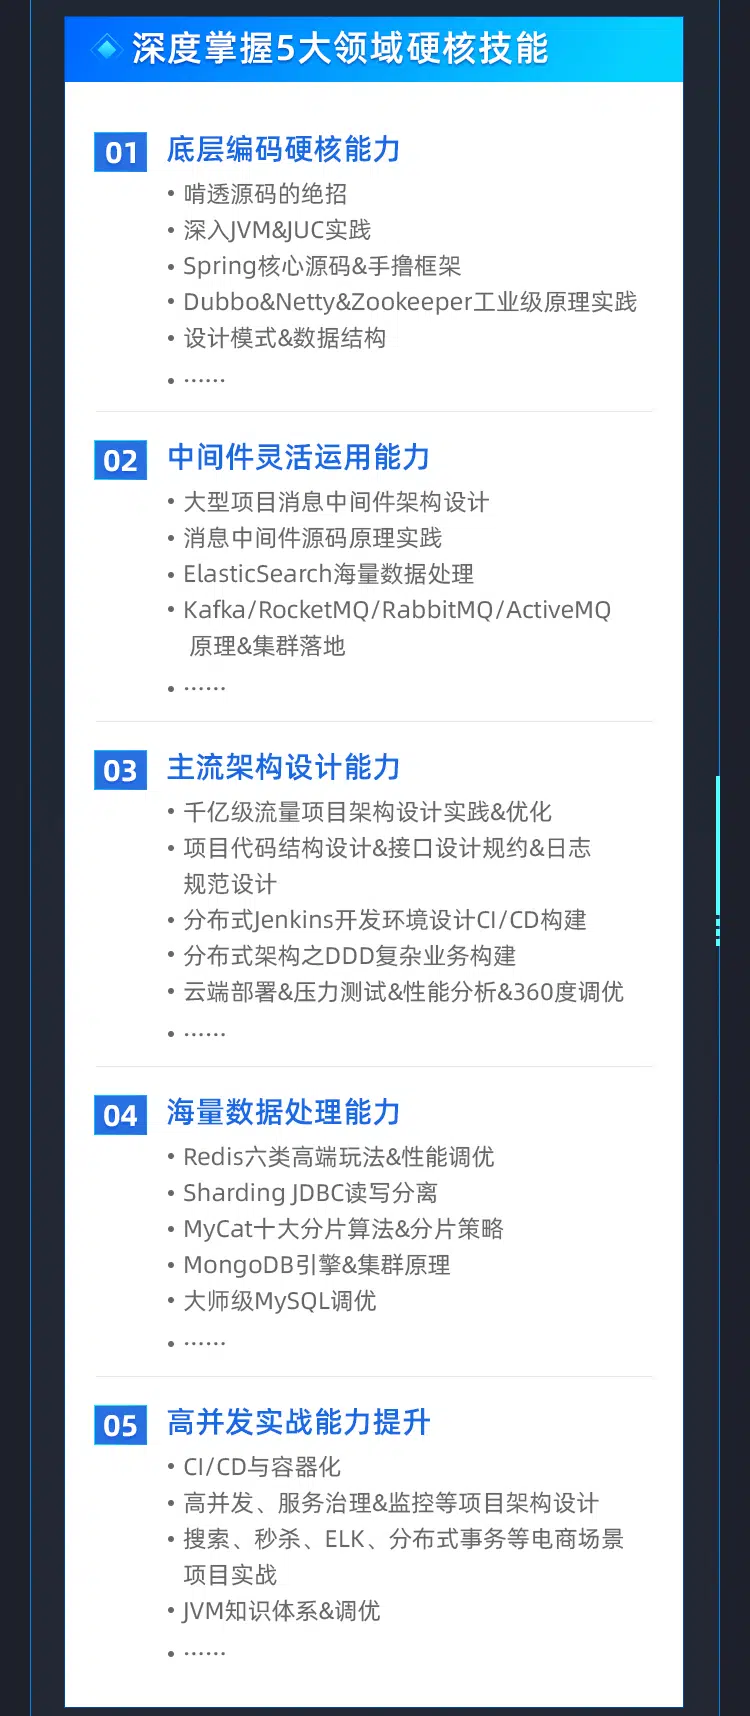 深度掌握5大领域硬核技能
01 底层编码硬核能力
• 啃透源码的绝招
• 深入JVM&JUC实践
• Spring核心源码&手撸框架
• Dubbo&Netty&Zookeeper工业级原理实践
• 设计模式&数据结构
• ······
02 中间件灵活运用能力
• 大型项目消息中间件架构设计
• 消息中间件源码原理实践
• ElasticSearch海量数据处理
• Kafka/RocketMQ/RabbitMQ/ActiveMQ
原理&集群落地
• ······
03 主流架构设计能力
• 千亿级流量项目架构设计实践&优化
• 项目代码结构设计&接口设计规约&日志
规范设计
• 分布式Jenkins开发环境设计CI/CD构建
• 分布式架构之DDD复杂业务构建
• 云端部署&压力测试&性能分析&360度调优
• ······
04 海量数据处理能力
• Redis六类高端玩法&性能调优
• Sharding JDBC读写分离
• MyCat十大分片算法&分片策略
• MongoDB引擎&集群原理
• 大师级MySQL调优
• ······
05 高并发实战能力提升
• CI/CD与容器化
• 高并发、服务治理&监控等项目架构设计
• 搜索、秒杀、ELK、分布式事务等电商场景
项目实战
• JVM知识体系&调优
• ······